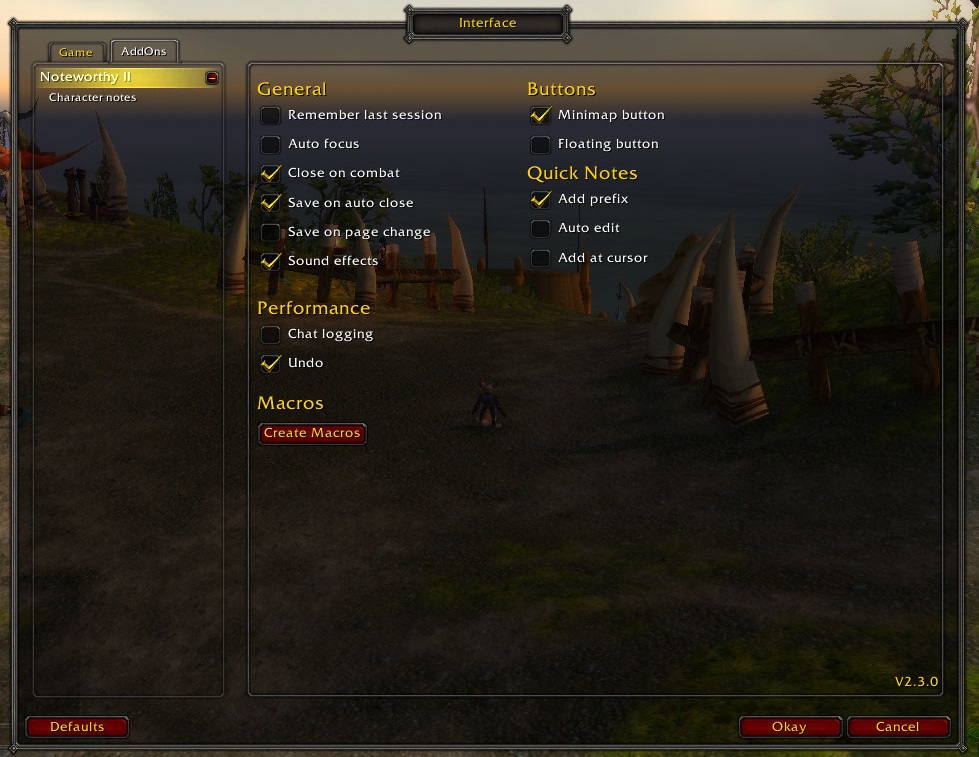 Interface
Game
AddOns
Noteworthy II
Character notes
General
Remember last session
Auto focus
Close on combat
Save on auto close
Save on page change
Sound effects
Performance
Chat logging
Undo
Macros
Create Macros
Buttons
Minimap button
Floating button
Quick Notes
Add prefix
Auto edit
Add at cursor
V2.3.0
Defaults
Okay
Cancel